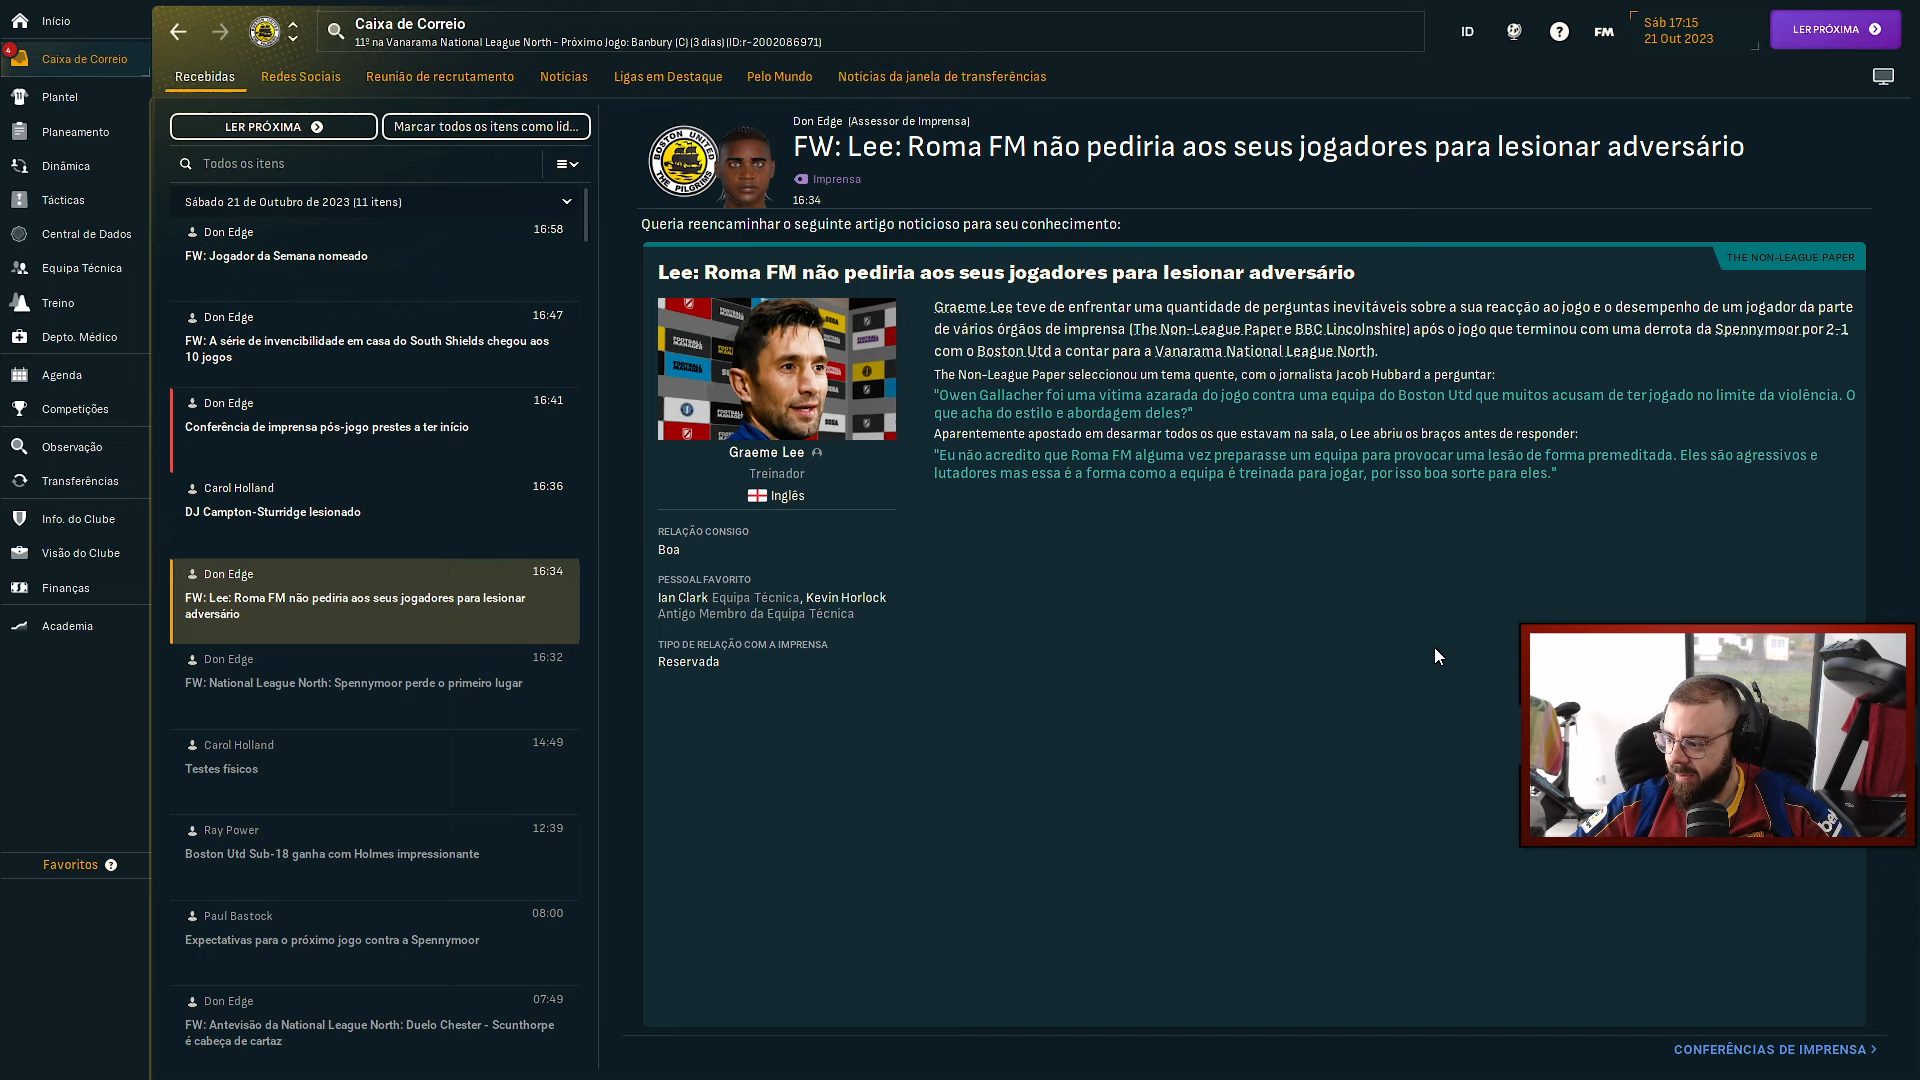 Início
Caixa de Correio
4
Plantel
Planeamento
Dinâmica
Tácticas
Central de Dados
Equipa Técnica
Treino
Depto. Médico
Agenda
Competições
Observação
Transferências
Info. do Clube
Visão do Clube
Finanças
Academia
Favoritos ?
Caixa de Correio
11º na Vanarama National League North - Próximo Jogo: Banbury (C) (3 dias) (ID:r-2002086971)
ID
?
FM
Sáb 17:15
21 Out 2023
LER PRÓXIMA
Recebidas
Redes Sociais
Reunião de recrutamento
Notícias
Ligas em Destaque
Pelo Mundo
Notícias da janela de transferências
LER PRÓXIMA
Marcar todos os itens como lid...
Todos os itens
Sábado 21 de Outubro de 2023 (11 itens)
Don Edge 16:58
FW: Jogador da Semana nomeado
Don Edge 16:47
FW: A série de invencibilidade em casa do South Shields chegou aos
10 jogos
Don Edge 16:41
Conferência de imprensa pós-jogo prestes a ter início
Carol Holland 16:36
DJ Campton-Sturridge lesionado
Don Edge 16:34
FW: Lee: Roma FM não pediria aos seus jogadores para lesionar
adversário
Don Edge 16:32
FW: National League North: Spennymoor perde o primeiro lugar
Carol Holland 14:49
Testes físicos
Ray Power 12:39
Boston Utd Sub-18 ganha com Holmes impressionante
Paul Bastock 08:00
Expectativas para o próximo jogo contra a Spennymoor
Don Edge 07:49
FW: Antevisão da National League North: Duelo Chester - Scunthorpe
é cabeça de cartaz
BOSTON UNITED
THE PILGRIMS
Don Edge (Assessor de Imprensa)
FW: Lee: Roma FM não pediria aos seus jogadores para lesionar adversário
Imprensa
16:34
Queria reencaminhar o seguinte artigo noticioso para seu conhecimento:
THE NON-LEAGUE PAPER
Lee: Roma FM não pediria aos seus jogadores para lesionar adversário
Graeme Lee teve de enfrentar uma quantidade de perguntas inevitáveis sobre a sua reacção ao jogo e o desempenho de um jogador da parte
de vários órgãos de imprensa (The Non-League Paper e BBC Lincolnshire) após o jogo que terminou com uma derrota da Spennymoor por 2-1
com o Boston Utd a contar para a Vanarama National League North.
The Non-League Paper seleccionou um tema quente, com o jornalista Jacob Hubbard a perguntar:
"Owen Gallacher foi uma vítima azarada do jogo contra uma equipa do Boston Utd que muitos acusam de ter jogado no limite da violência. O
que acha do estilo e abordagem deles?"
Aparentemente apostado em desarmar todos os que estavam na sala, o Lee abriu os braços antes de responder:
"Eu não acredito que Roma FM alguma vez preparasse um equipa para provocar uma lesão de forma premeditada. Eles são agressivos e
lutadores mas essa é a forma como a equipa é treinada para jogar, por isso boa sorte para eles."
Graeme Lee
Treinador
Inglês
RELAÇÃO CONSIGO
Boa
PESSOAL FAVORITO
Ian Clark Equipa Técnica, Kevin Horlock
Antigo Membro da Equipa Técnica
TIPO DE RELAÇÃO COM A IMPRENSA
Reservada
CONFERÊNCIAS DE IMPRENSA